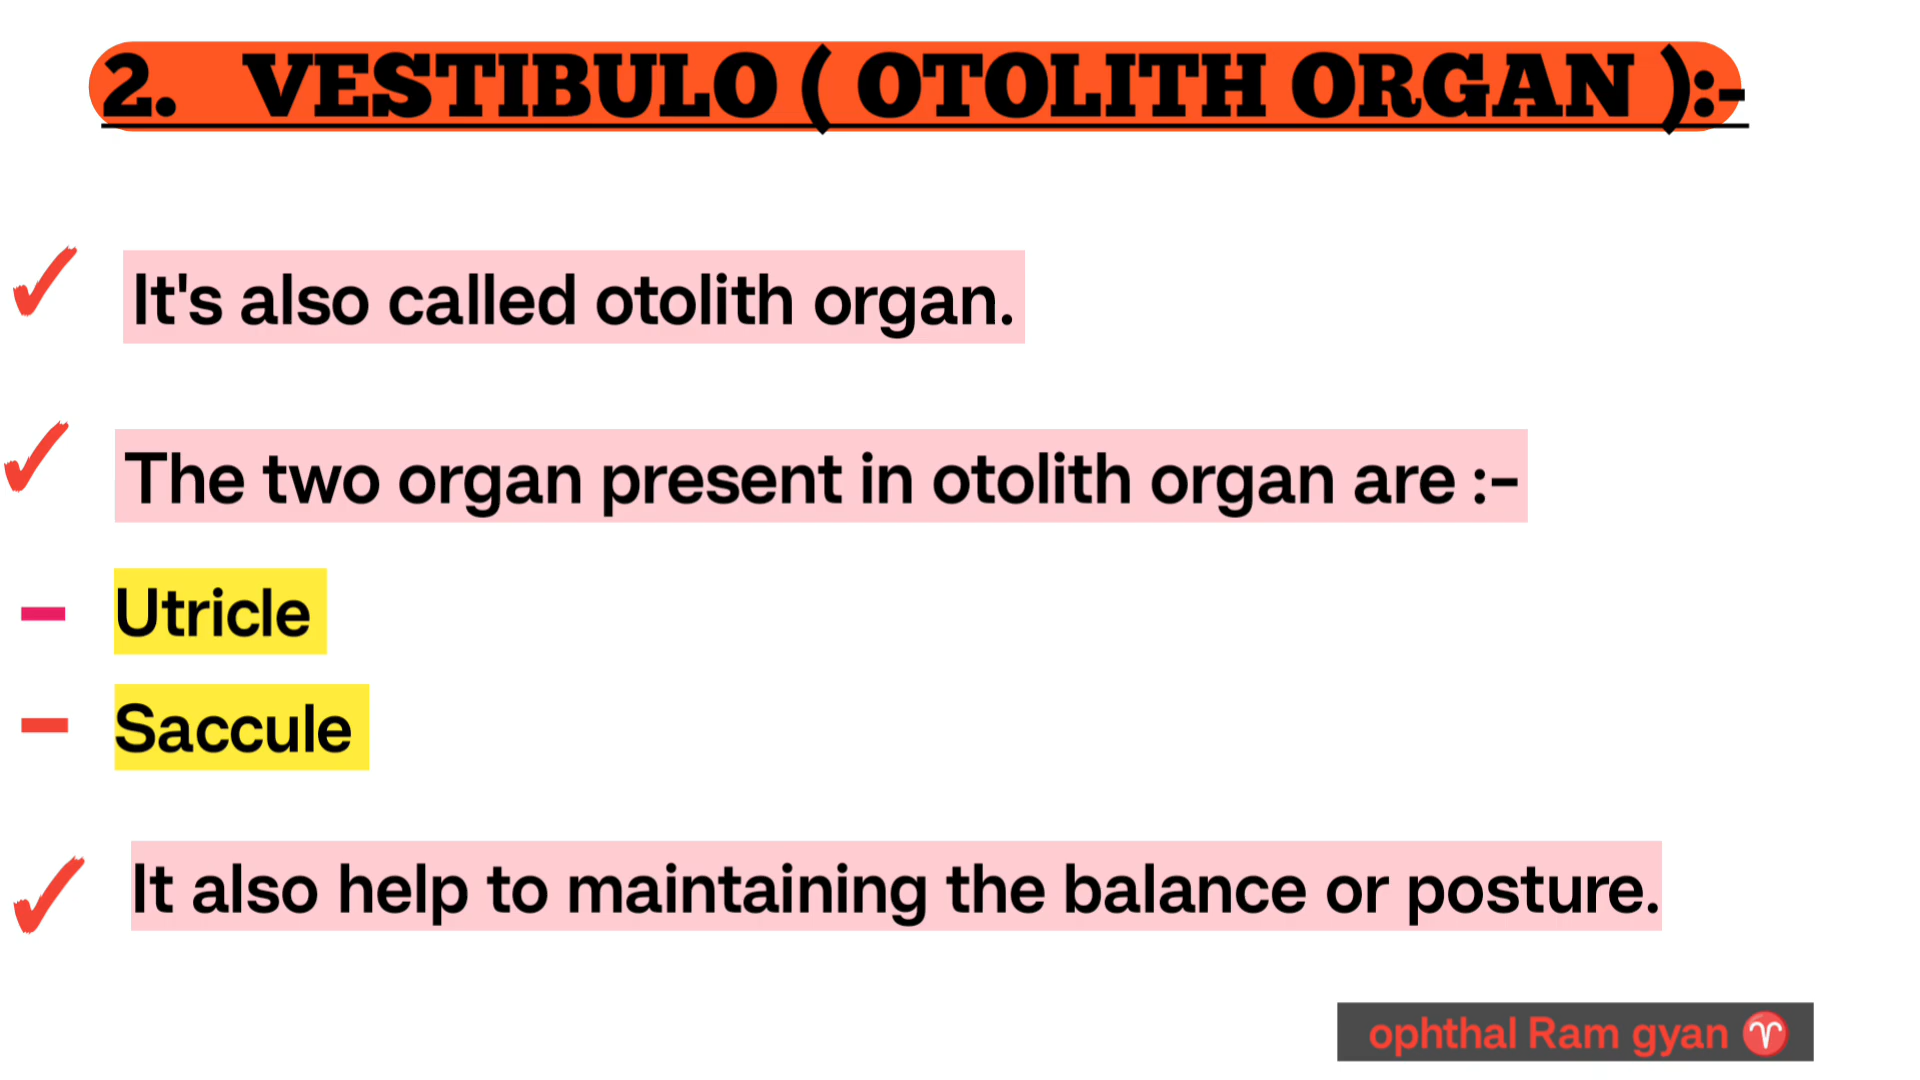 2. VESTIBULO ( OTOLITH ORGAN ):-
✓ It's also called otolith organ.
✓ The two organ present in otolith organ are :-
- Utricle
- Saccule
✓ It also help to maintaining the balance or posture.
ophthal Ram gyan ♈